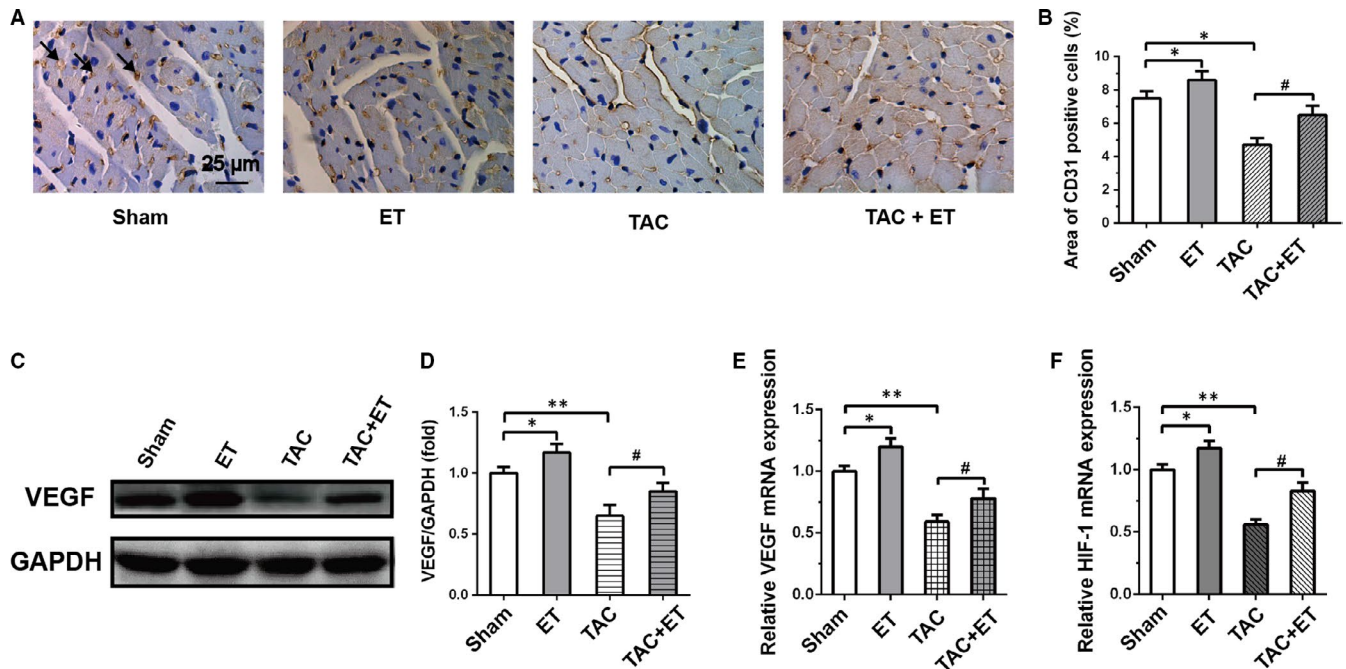 A
25 µm
Sham
ET
TAC
TAC + ET
B
Area of CD31 positive cells (%)
10
8
6
4
2
0
*
*
#
Sham
ET
TAC
TAC+ET
C
Sham
ET
TAC
TAC+ET
VEGF
GAPDH
D
VEGF/GAPDH (fold)
1.5
1.0
0.5
0.0
**
*
#
Sham
ET
TAC
TAC+ET
E
Relative VEGF mRNA expression
1.5
1.0
0.5
0.0
**
*
#
Sham
ET
TAC
TAC+ET
F
Relative HIF-1 mRNA expression
1.5
1.0
0.5
0.0
**
*
#
Sham
ET
TAC
TAC+ET